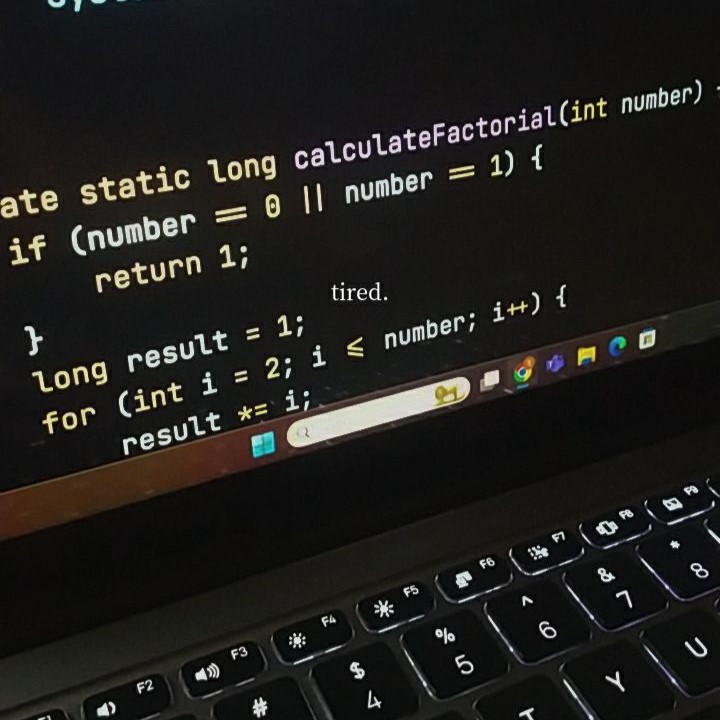 ate static long calculateFactorial(int number) {
if (number == 0 || number == 1) {
return 1;
tired.
}
long result = 1;
for (int i = 2; i <= number; i++) {
result *= i;
F2
F3
F4
F5
F6
F7
F8
F9
#
$
4
%
5
^
6
&
7
*
8
T
Y
U